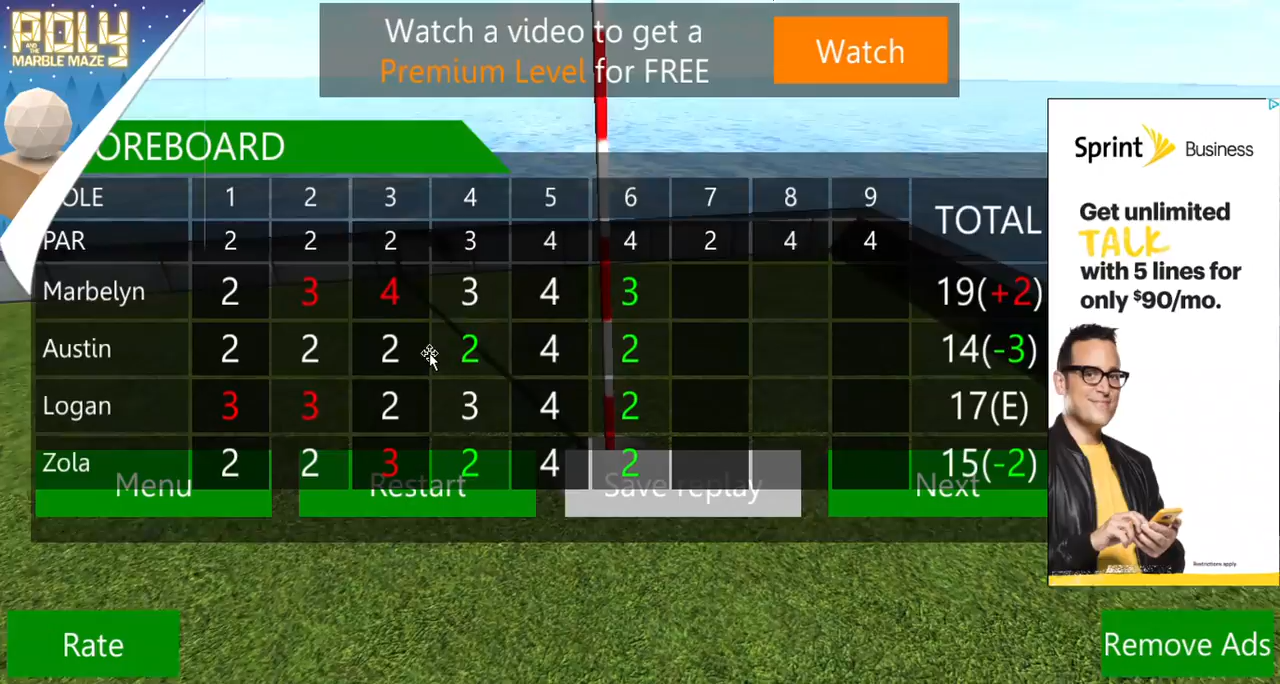 POLY
AND THE
MARBLE MAZE
Watch a video to get a
Premium Level for FREE
Watch
OREBOARD
OLE 1 2 3 4 5 6 7 8 9 TOTAL
PAR 2 2 2 3 4 4 2 4 4
Marbelyn 2 3 4 3 4 3 19(+2)
Austin 2 2 2 2 4 2 14(-3)
Logan 3 3 2 3 4 2 17(E)
Zola 2 2 3 2 4 2 15(-2)
Menu Restart Save replay Next
Sprint Business
Get unlimited
TALK
with 5 lines for
only $90/mo.
Restrictions apply
Rate
Remove Ads